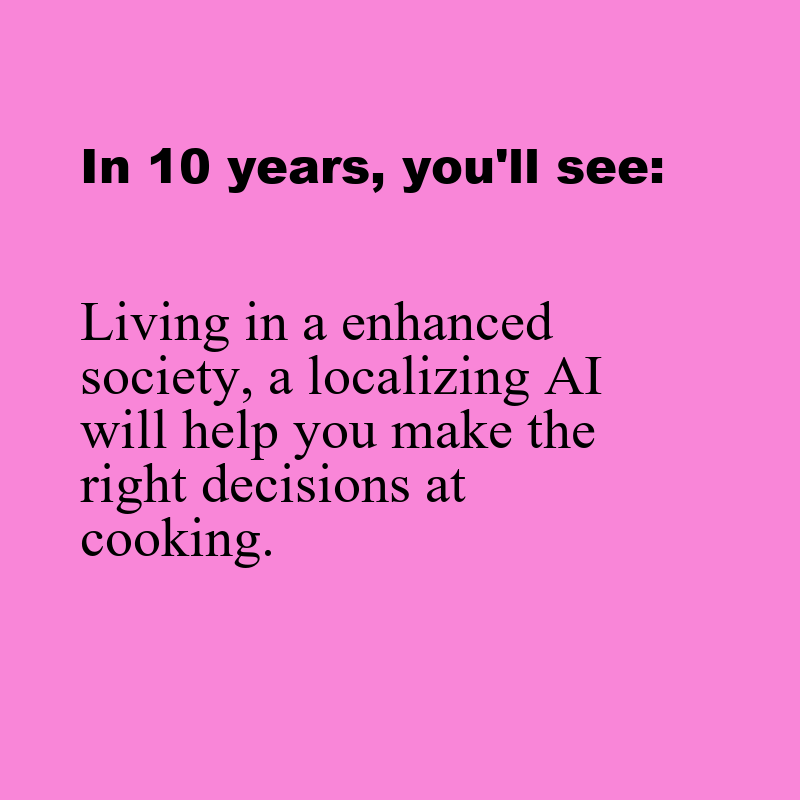 In 10 years, you'll see:
Living in a enhanced
society, a localizing AI
will help you make the
right decisions at
cooking.